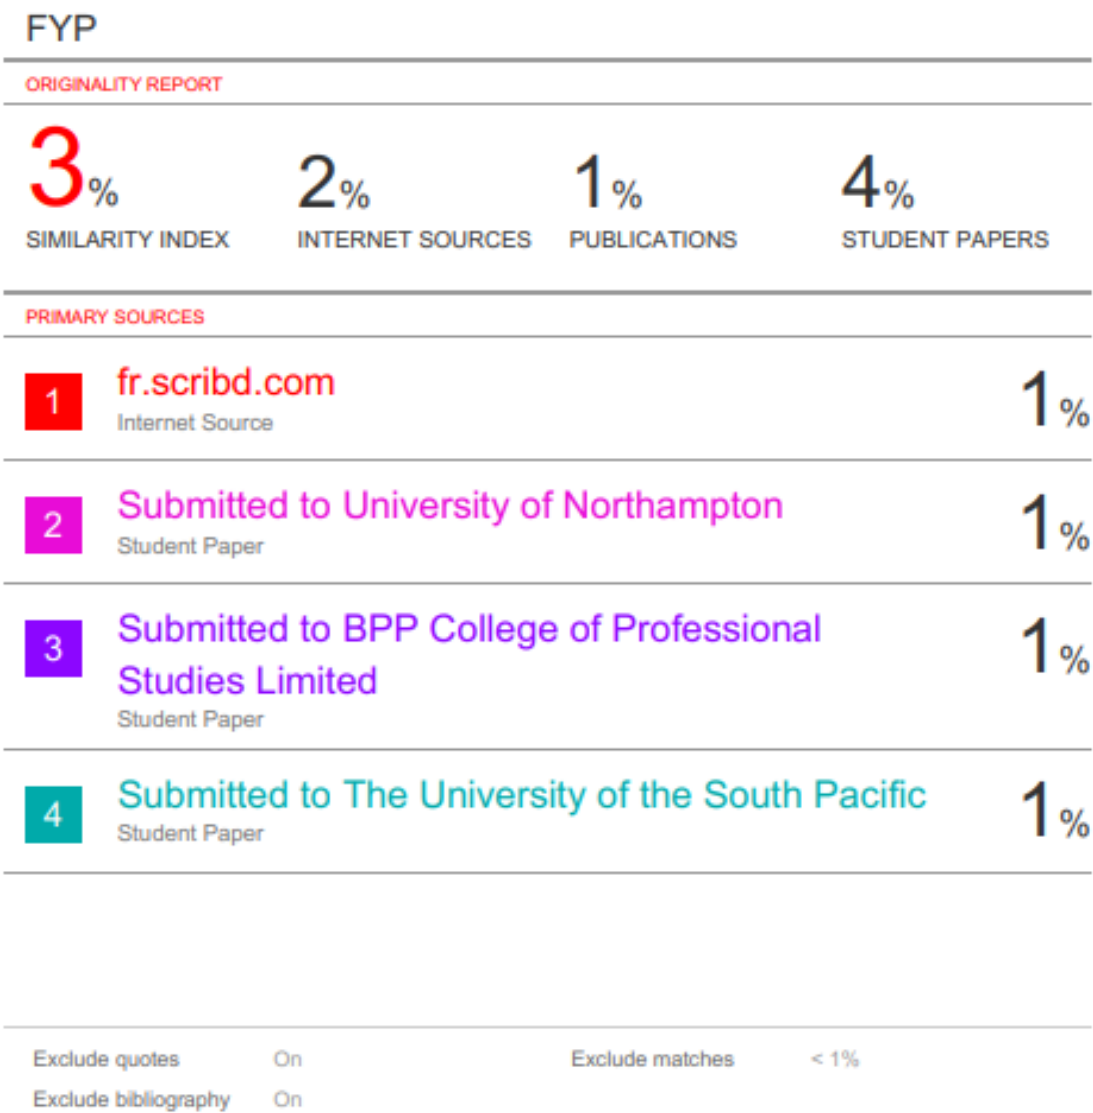 FYP
ORIGINALITY REPORT
3% 2% 1% 4%
SIMILARITY INDEX INTERNET SOURCES PUBLICATIONS STUDENT PAPERS
PRIMARY SOURCES
1 fr.scribd.com 1%
Internet Source
2 Submitted to University of Northampton 1%
Student Paper
3 Submitted to BPP College of Professional 1%
Studies Limited
Student Paper
4 Submitted to The University of the South Pacific 1%
Student Paper
Exclude quotes On Exclude matches < 1%
Exclude bibliography On